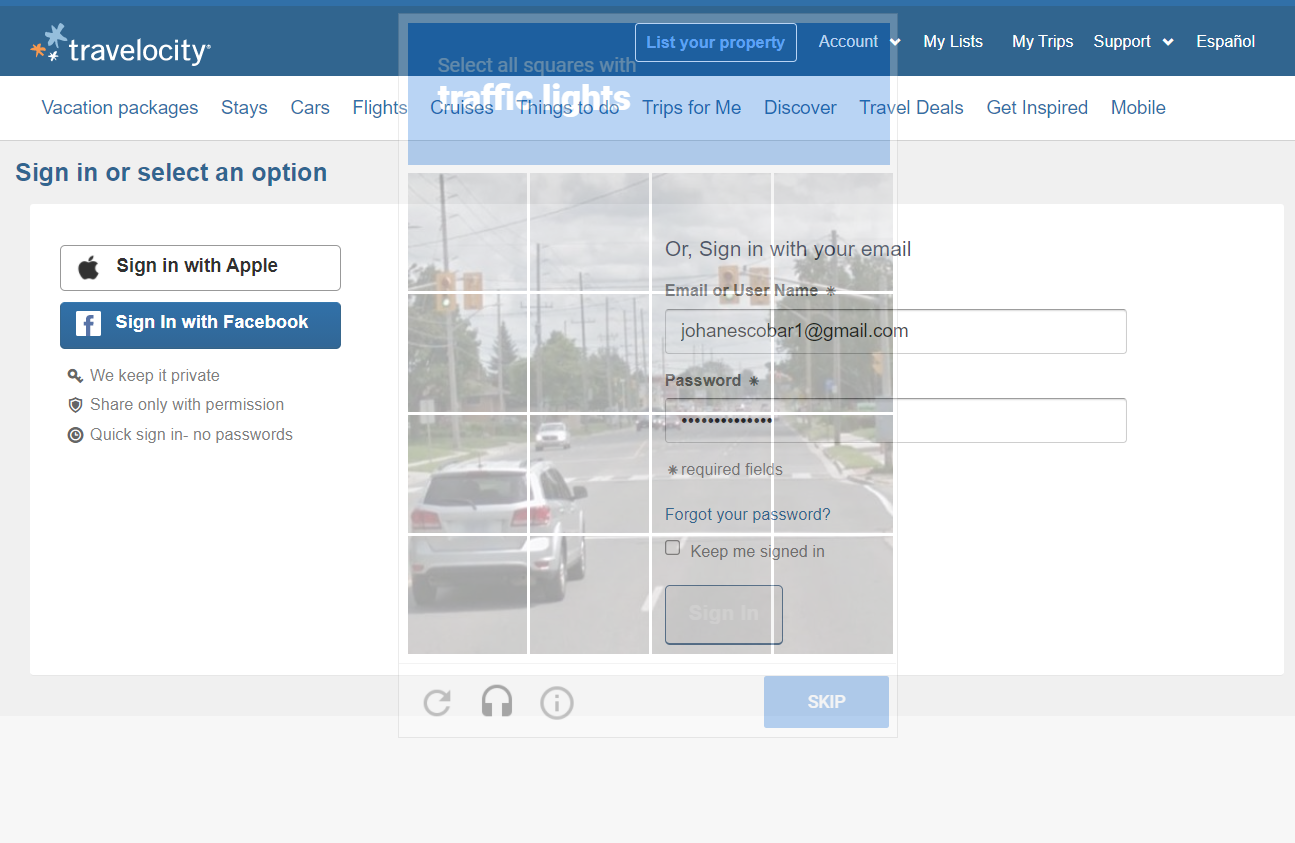 travelocity
List your property
Account
My Lists
My Trips
Support
Español
Select all squares with
traffic lights
Vacation packages
Stays
Cars
Flights
Cruises
Things to do
Trips for Me
Discover
Travel Deals
Get Inspired
Mobile
Sign in or select an option
Sign in with Apple
Sign In with Facebook
We keep it private
Share only with permission
Quick sign in- no passwords
Or, Sign in with your email
Email or User Name *
johanescobar1@gmail.com
Password *
••••••••••••••
* required fields
Forgot your password?
Keep me signed in
Sign In
SKIP